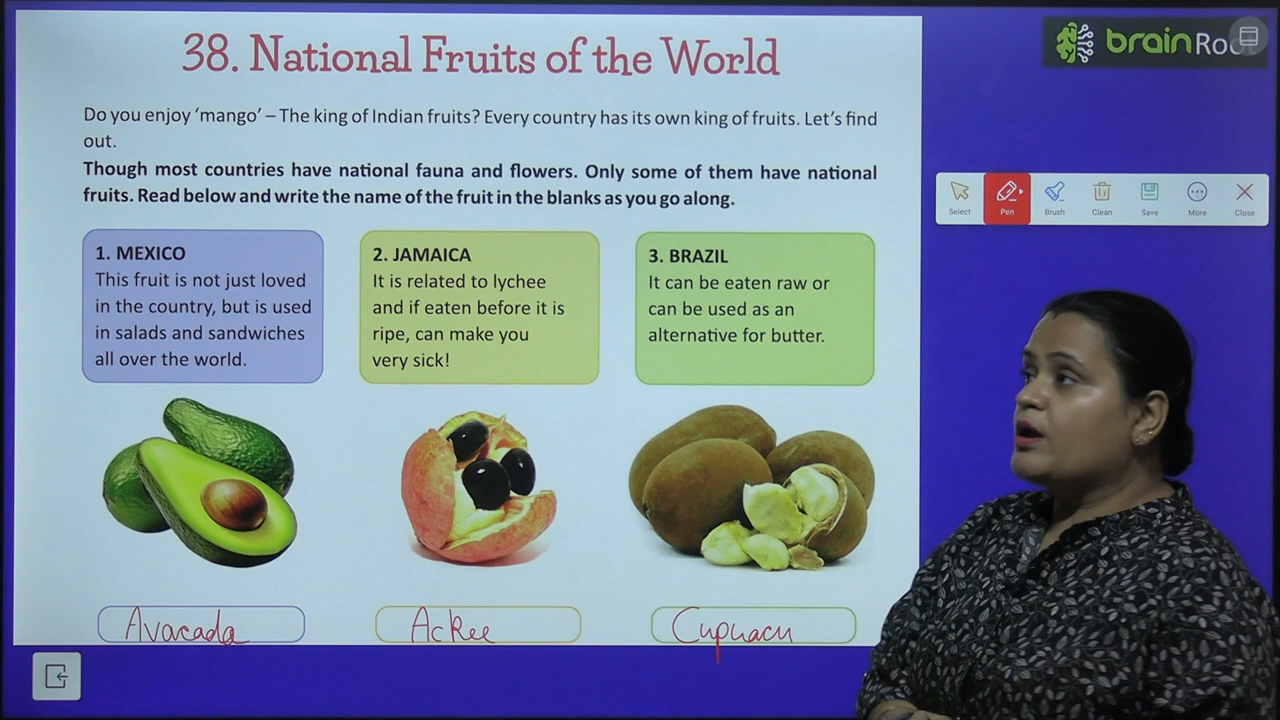 38. National Fruits of the World
brainRoot
Do you enjoy ‘mango’ – The king of Indian fruits? Every country has its own king of fruits. Let’s find
out.
Though most countries have national fauna and flowers. Only some of them have national
fruits. Read below and write the name of the fruit in the blanks as you go along.
Select
Pen
Brush
Clean
Save
More
Close
1. MEXICO
This fruit is not just loved
in the country, but is used
in salads and sandwiches
all over the world.
2. JAMAICA
It is related to lychee
and if eaten before it is
ripe, can make you
very sick!
3. BRAZIL
It can be eaten raw or
can be used as an
alternative for butter.
Avacada
Ackee
Cupuacu